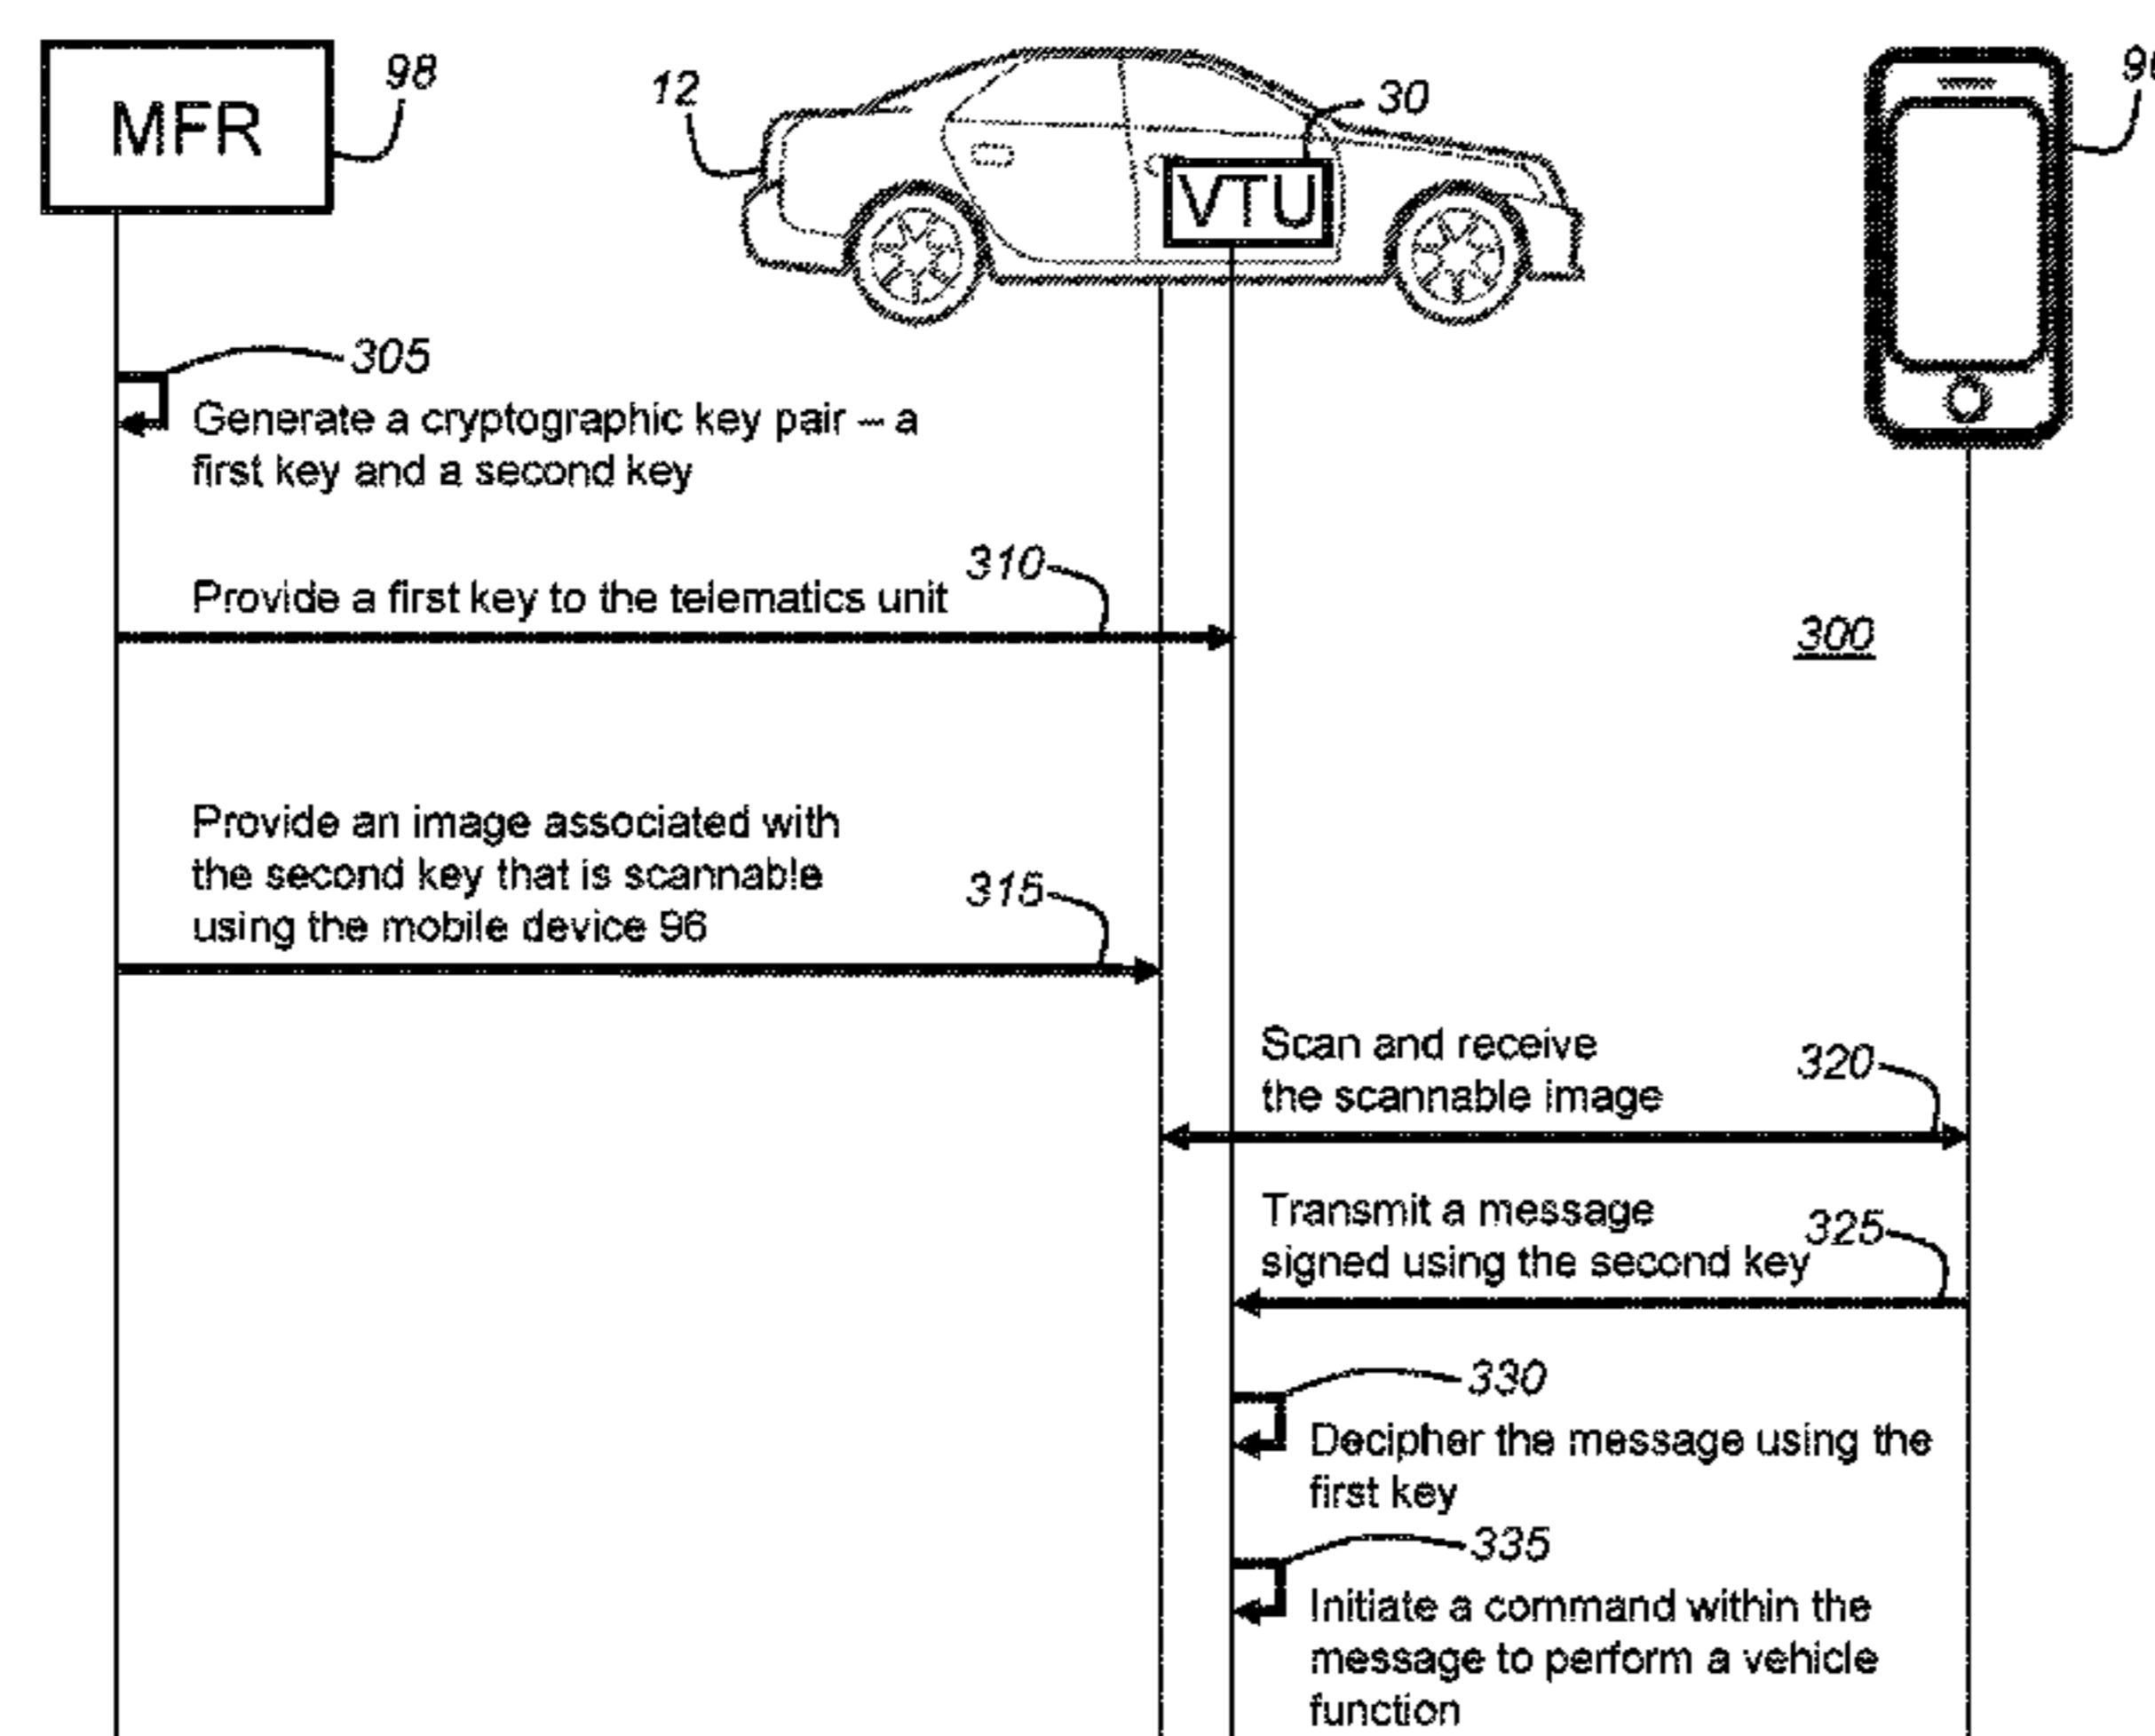 MFR
98
12
30
VTU
305
Generate a cryptographic key pair – a
first key and a second key
310
Provide a first key to the telematics unit
300
Provide an image associated with
the second key that is scannable
using the mobile device 96
315
Scan and receive
the scannable image
320
Transmit a message
signed using the second key
325
330
Decipher the message using the
first key
335
Initiate a command within the
message to perform a vehicle
function